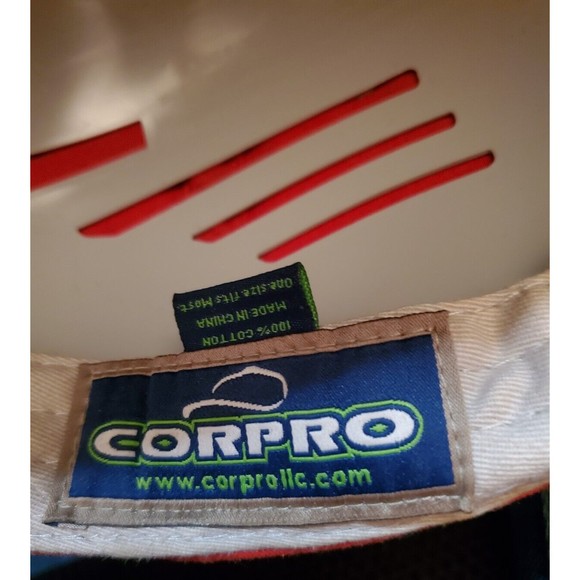 100% COTTON
MADE IN CHINA
One size fits Most
CORPRO
www.corprollc.com